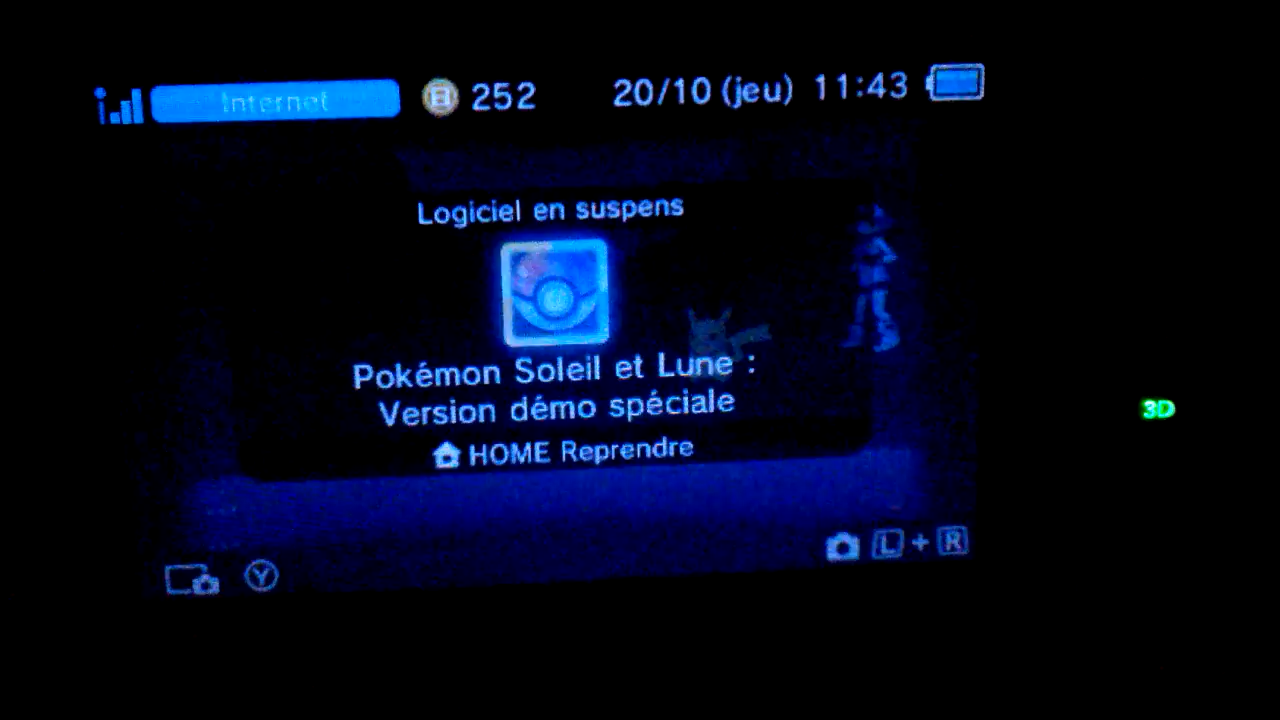 Internet 252 20/10 (jeu) 11:43
Logiciel en suspens
Pokémon Soleil et Lune :
Version démo spéciale
HOME Reprendre
3D
L + R
Y